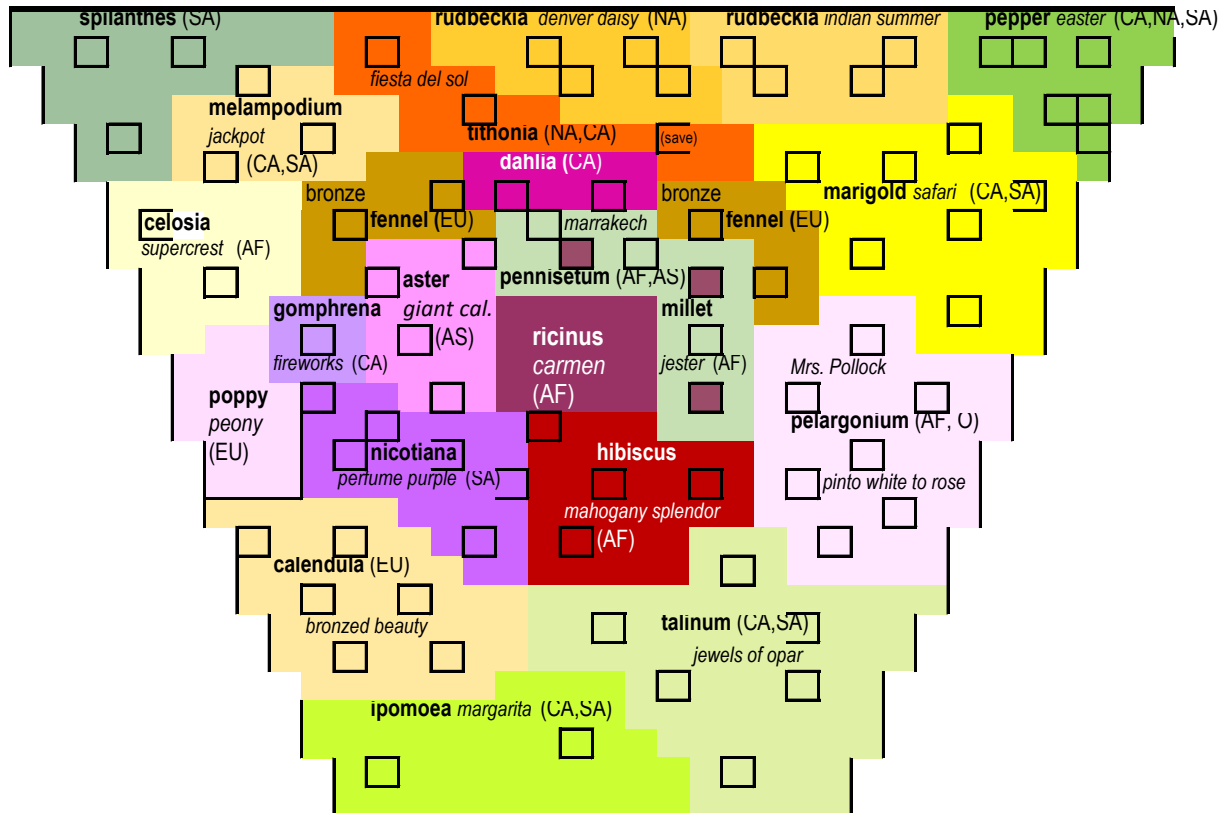 spilanthes (SA)
rudbeckia denver daisy (NA)
rudbeckia indian summer
pepper easter (CA,NA,SA)
fiesta del sol
melampodium
jackpot
(CA,SA)
tithonia (NA,CA)
(save)
dahlia (CA)
bronze
fennel (EU)
marrakech
bronze
fennel (EU)
marigold safari (CA,SA)
celosia
supercrest (AF)
aster
giant cal.
(AS)
pennisetum (AF,AS)
gomphrena
fireworks (CA)
ricinus
carmen
(AF)
millet
jester (AF)
Mrs. Pollock
pelargonium (AF, O)
pinto white to rose
poppy
peony
(EU)
nicotiana
perfume purple (SA)
hibiscus
mahogany splendor
(AF)
calendula (EU)
bronzed beauty
talinum (CA,SA)
jewels of opar
ipomoea margarita (CA,SA)